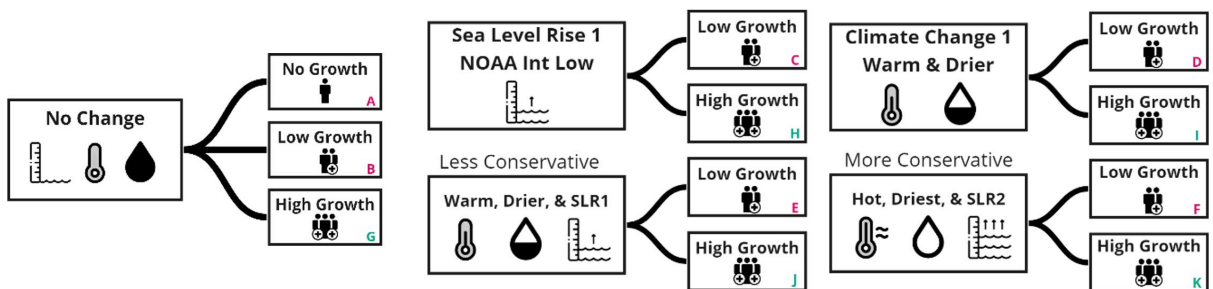 No Change
No Growth
A
Low Growth
B
High Growth
G
Sea Level Rise 1
NOAA Int Low
Low Growth
C
High Growth
H
Climate Change 1
Warm & Drier
Low Growth
D
High Growth
I
Less Conservative
Warm, Drier, & SLR1
Low Growth
E
High Growth
J
More Conservative
Hot, Driest, & SLR2
Low Growth
F
High Growth
K